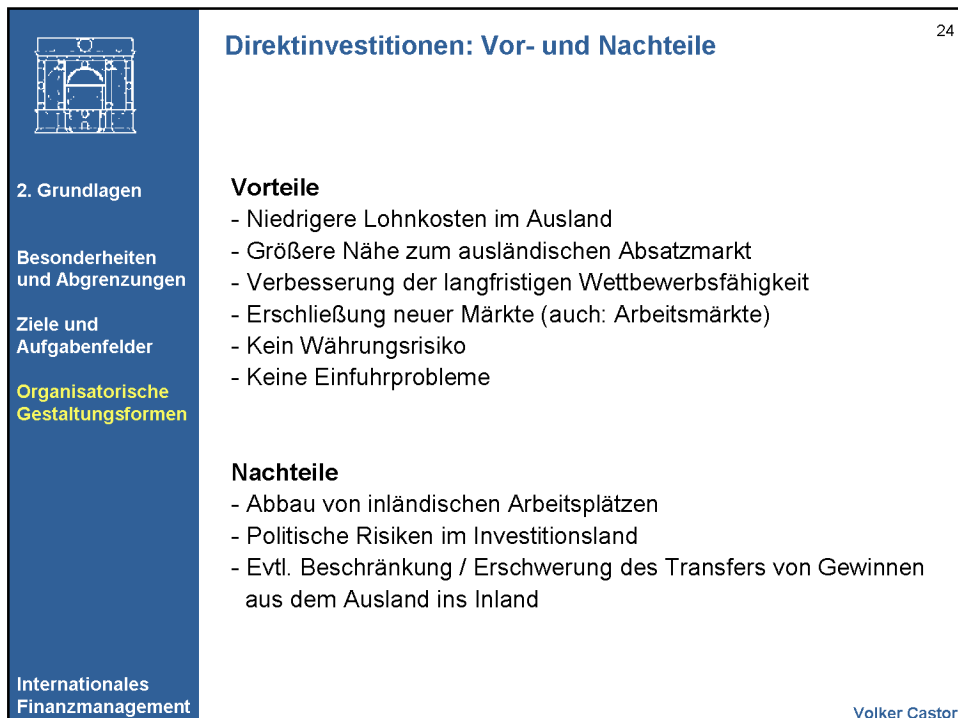 24
Direktinvestitionen: Vor- und Nachteile
2. Grundlagen
Besonderheiten
und Abgrenzungen
Ziele und
Aufgabenfelder
Organisatorische
Gestaltungsformen
Internationales
Finanzmanagement
Vorteile
- Niedrigere Lohnkosten im Ausland
- Größere Nähe zum ausländischen Absatzmarkt
- Verbesserung der langfristigen Wettbewerbsfähigkeit
- Erschließung neuer Märkte (auch: Arbeitsmärkte)
- Kein Währungsrisiko
- Keine Einfuhrprobleme
Nachteile
- Abbau von inländischen Arbeitsplätzen
- Politische Risiken im Investitionsland
- Evtl. Beschränkung / Erschwerung des Transfers von Gewinnen
aus dem Ausland ins Inland
Volker Castor